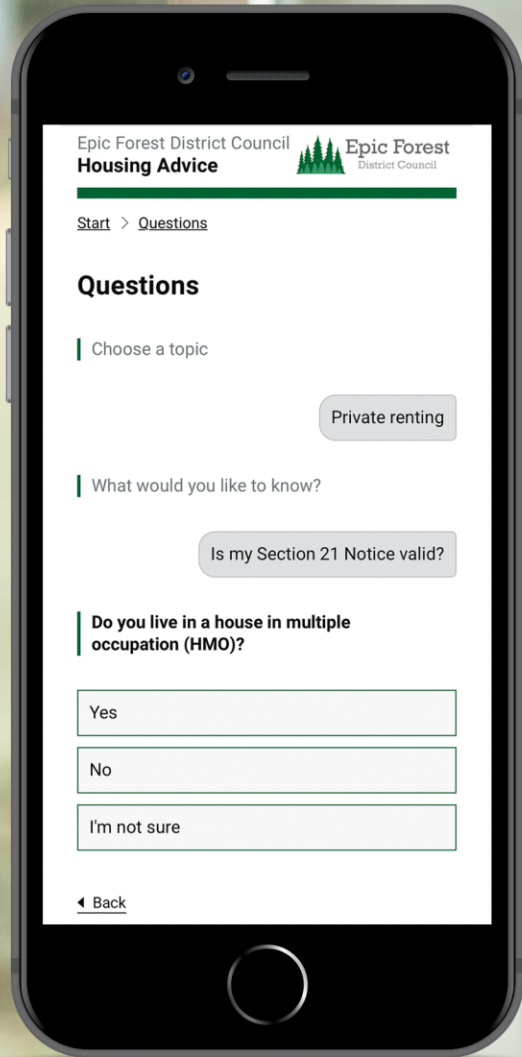 Epic Forest District Council
Housing Advice
Epic Forest
District Council
Start > Questions
Questions
Choose a topic
Private renting
What would you like to know?
Is my Section 21 Notice valid?
Do you live in a house in multiple
occupation (HMO)?
Yes
No
I'm not sure
Back